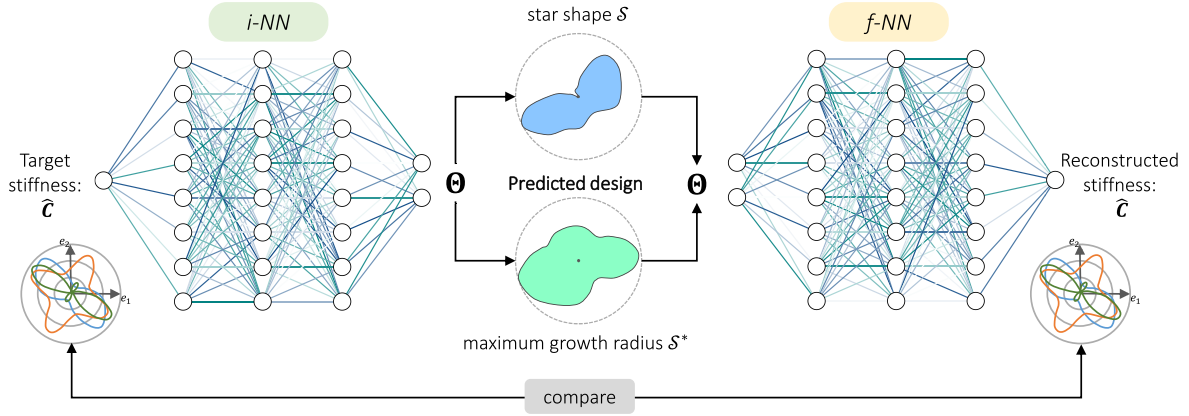 i-NN
star shape 𝒮
f-NN
Target
stiffness:
Ĉ
Θ
Predicted design
Θ
Reconstructed
stiffness:
Ĉ
e₂
e₁
e₂
e₁
maximum growth radius 𝒮*
compare